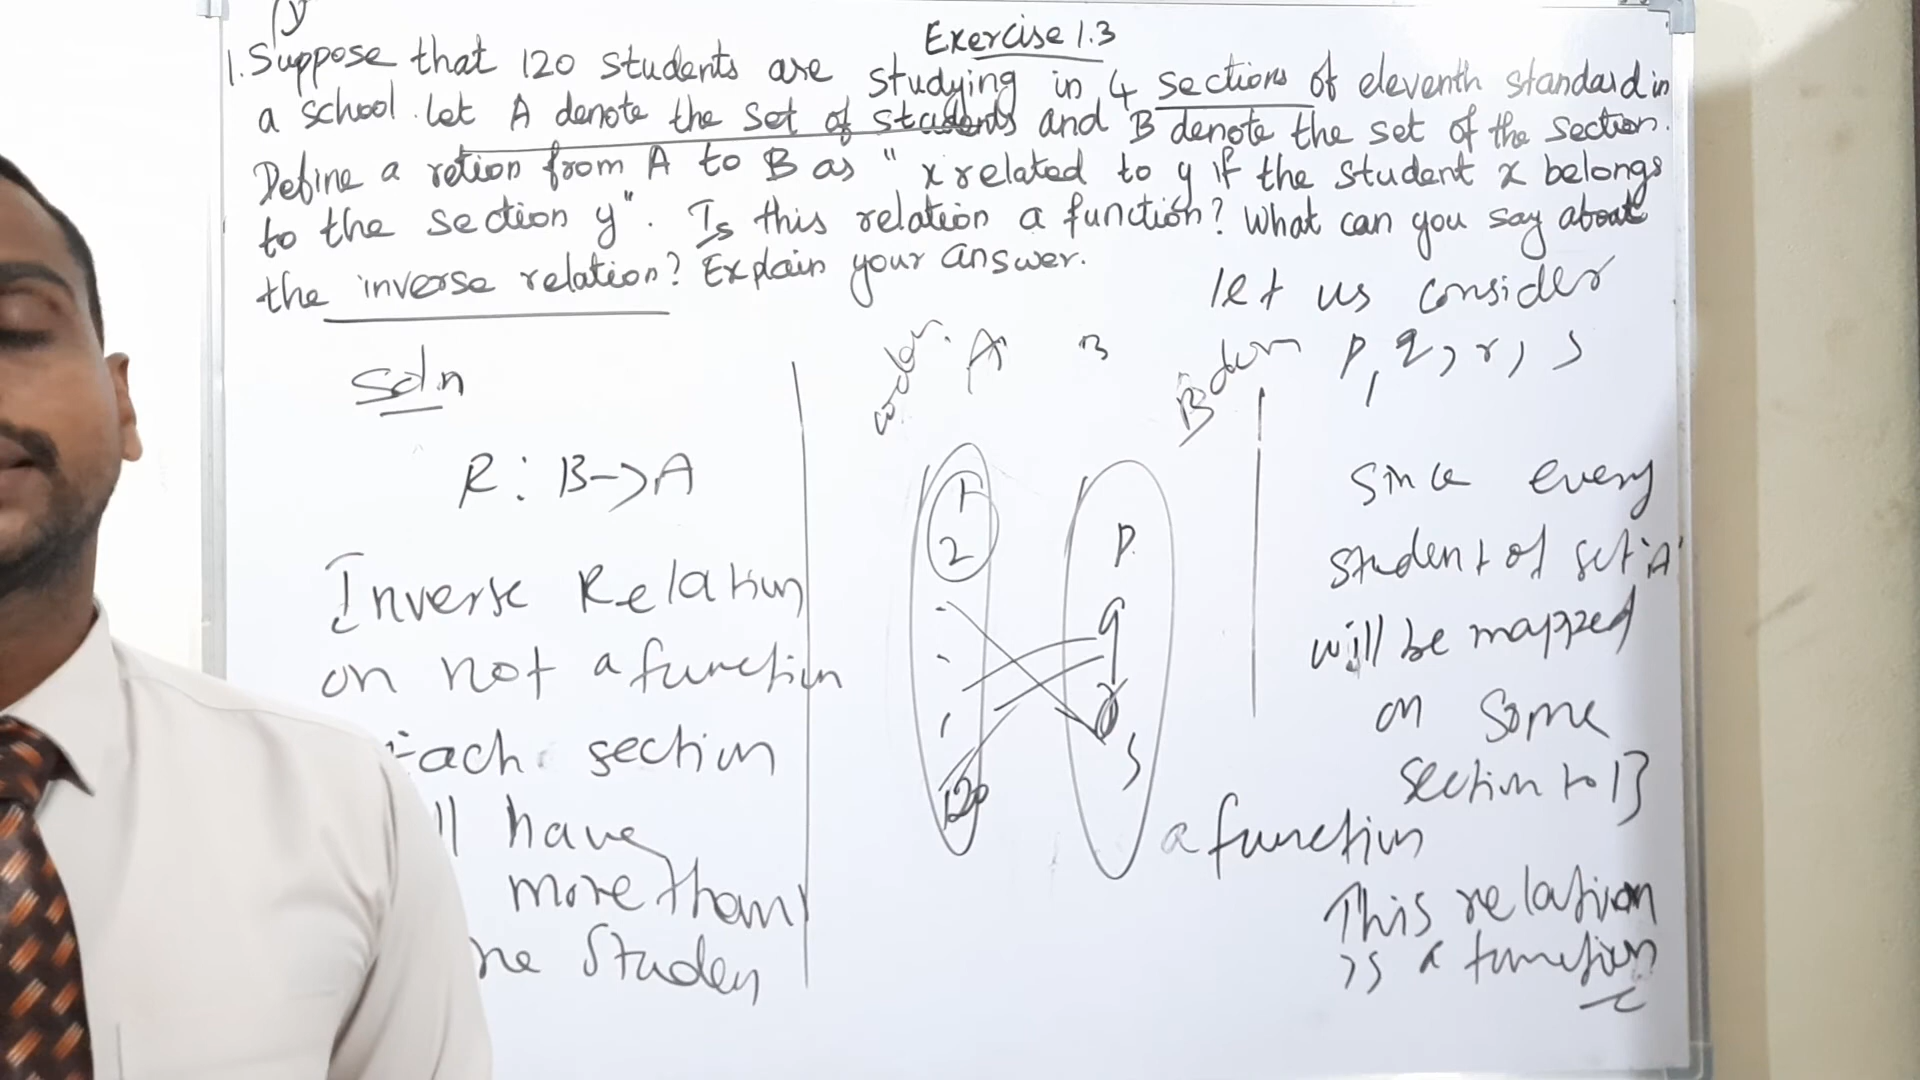 Exercise 1.3
1. Suppose that 120 students are studying in 4 sections of eleventh standard in
a school. Let A denote the set of students and B denote the set of the section.
Define a retion from A to B as " x related to y if the student x belongs
to the section y". Is this relation a function? What can you say about
the inverse relation? Explain your answer.
let us consider
p, q, r, s
Soln
A B
R : B->A
Inverse Relation
on not a function
Each section
ll have
more than
ne Studen
1
2
120
p
q
r
s
since every
student of set 'A'
will be mapped
on some
section to B
a function
This relation
is a function